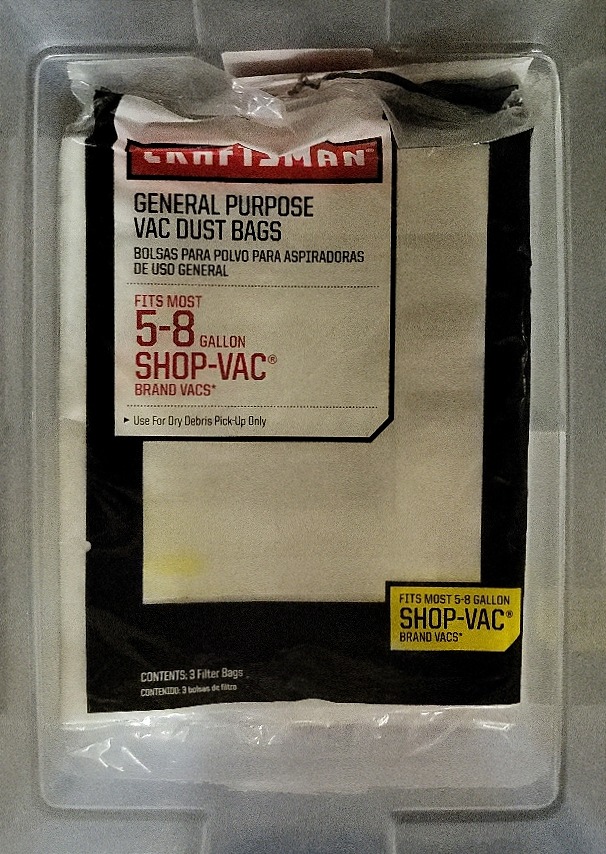 CRAFTSMAN
GENERAL PURPOSE
VAC DUST BAGS
BOLSAS PARA POLVO PARA ASPIRADORAS
DE USO GENERAL
FITS MOST
5-8 GALLON
SHOP-VAC®
BRAND VACS*
▸ Use For Dry Debris Pick-Up Only
FITS MOST 5-8 GALLON
SHOP-VAC®
BRAND VACS*
CONTENTS: 3 Filter Bags
CONTENIDO: 3 bolsas de filtro